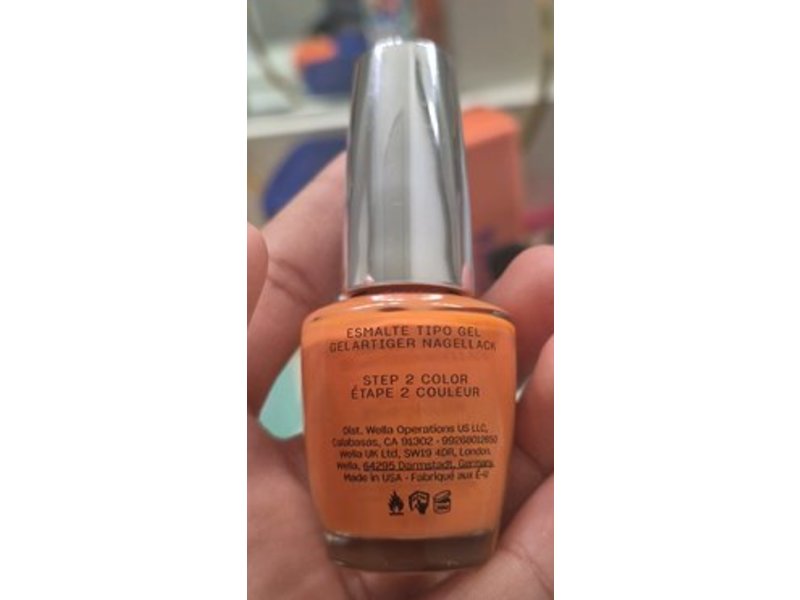 ESMALTE TIPO GEL
GELARTIGER NAGELLACK
STEP 2 COLOR
ÉTAPE 2 COULEUR
Dist. Wella Operations US LLC,
Calabasas, CA 91302 - 99268012650
Wella UK Ltd, SW19 4DR, London.
Wella, 64295 Darmstadt, Germany
Made in USA - Fabriqué aux É-U